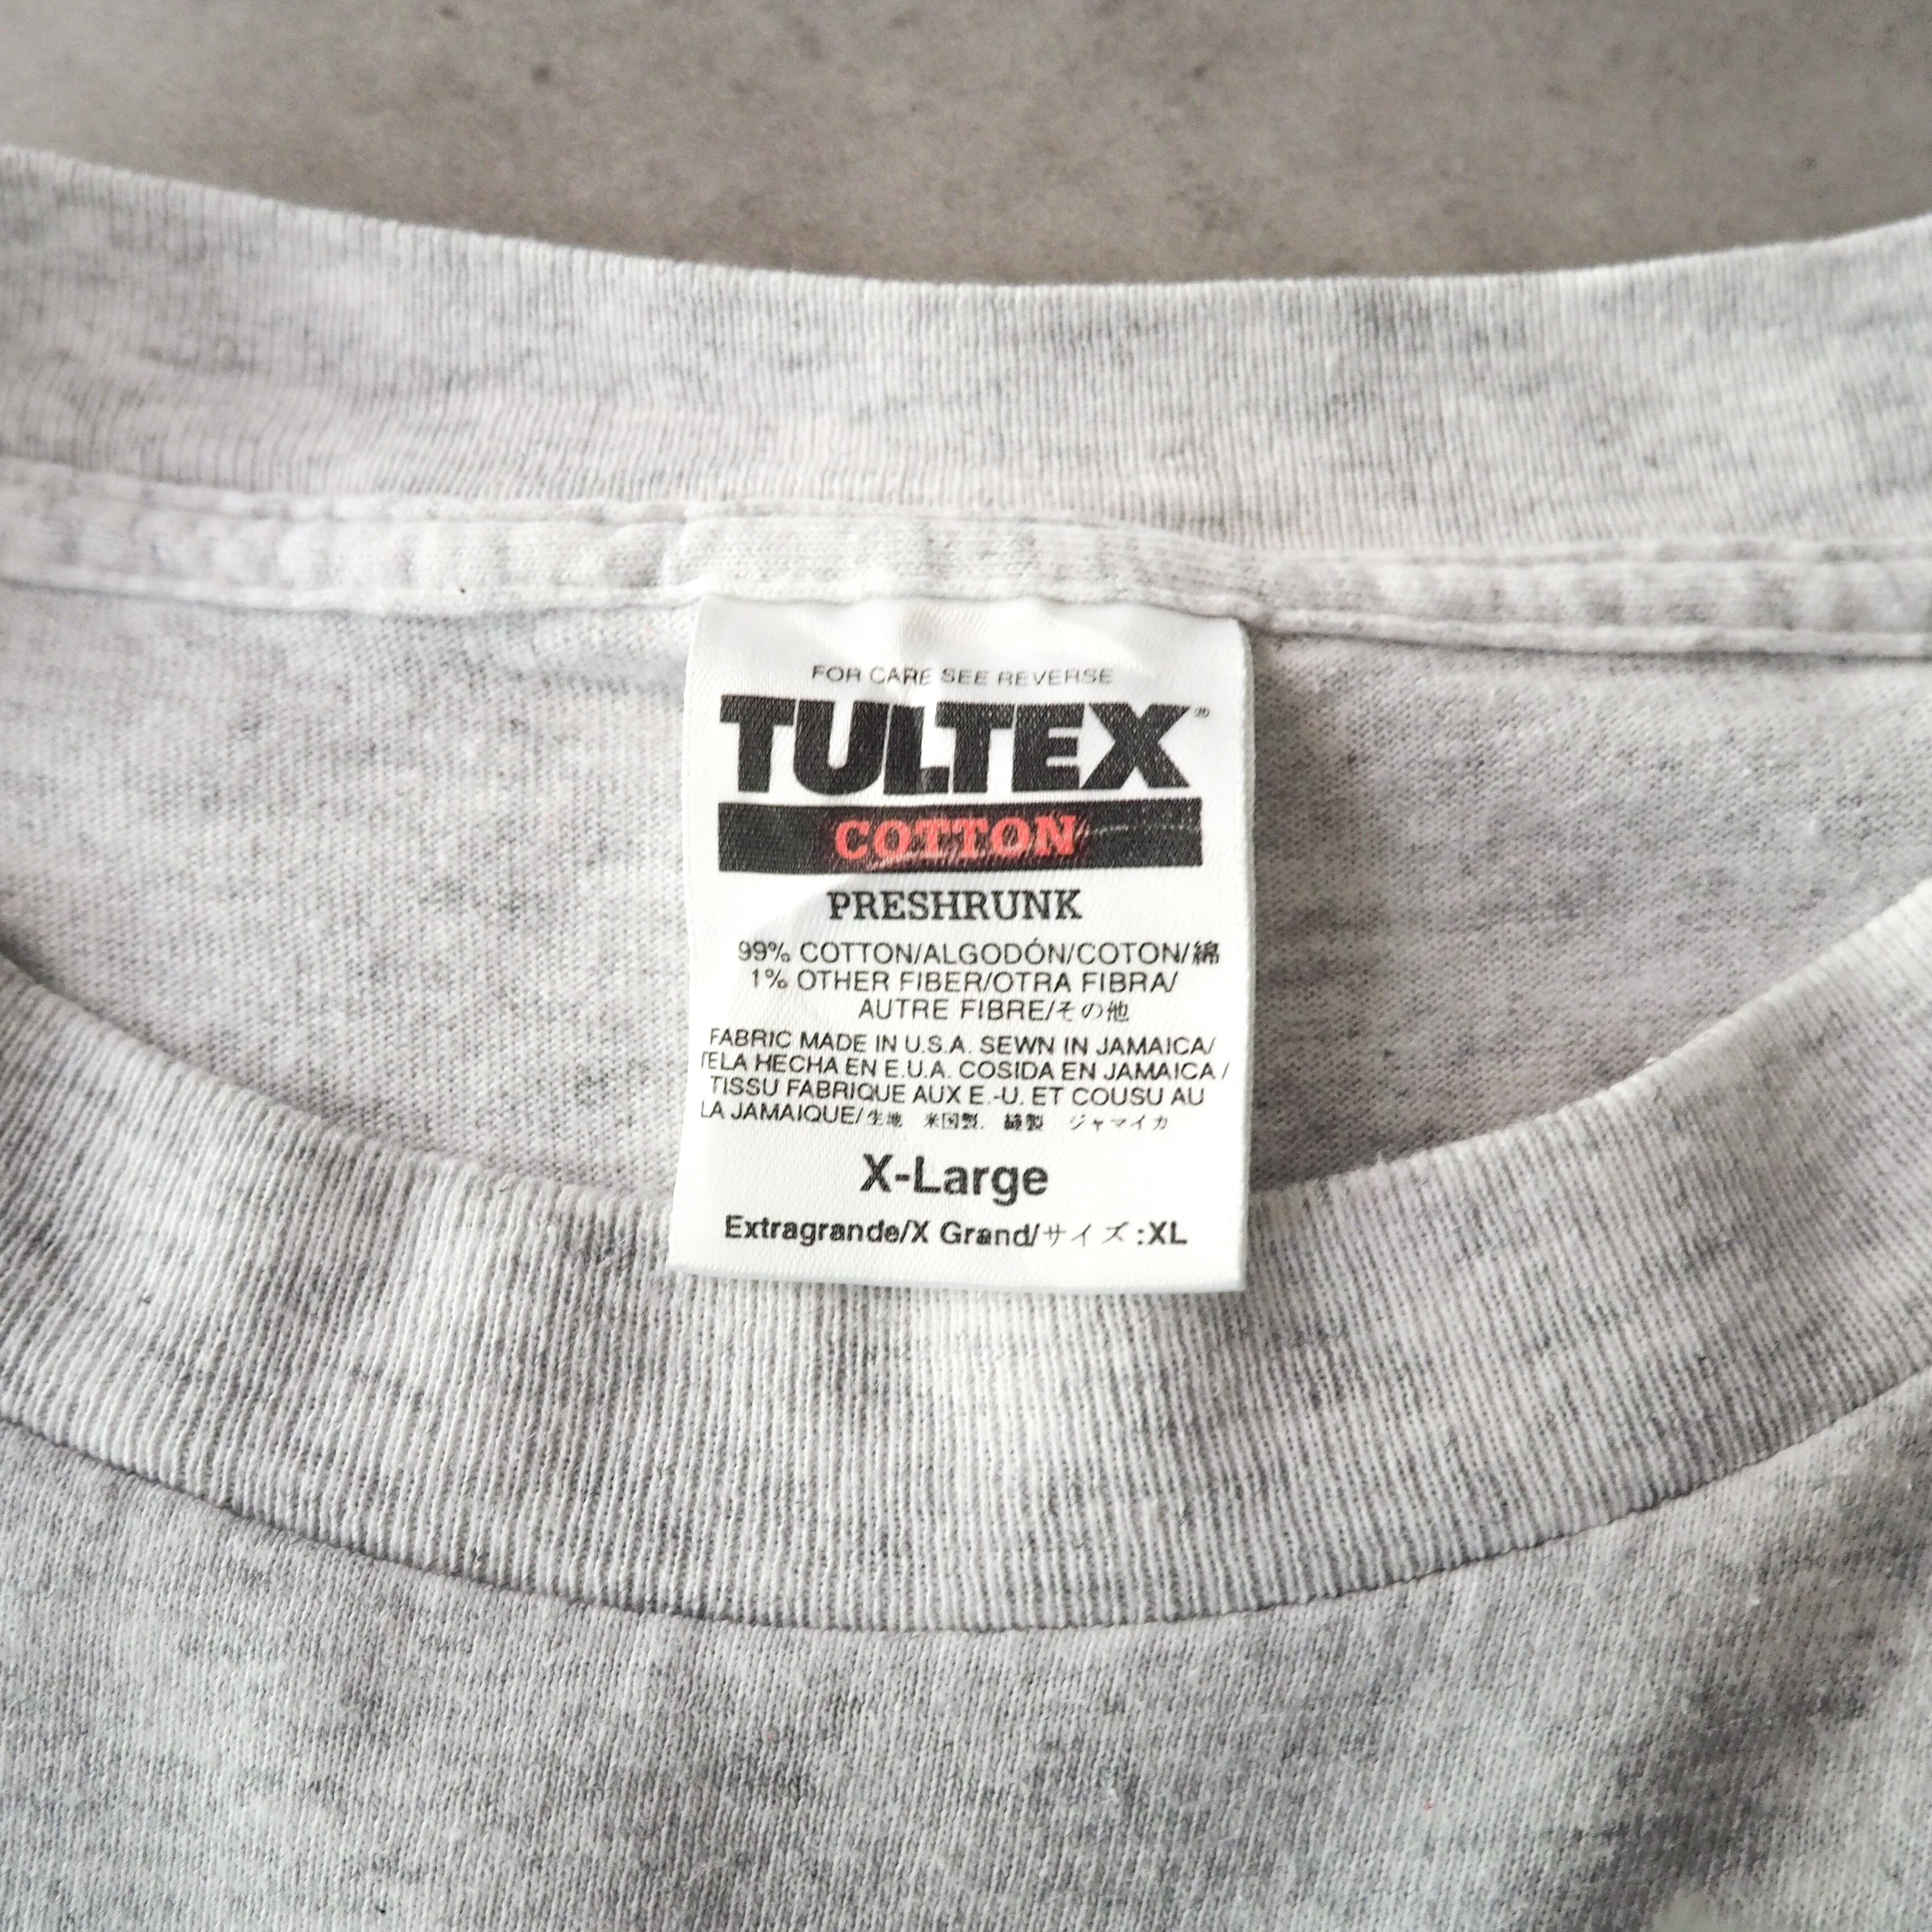 FOR CARE SEE REVERSE
TULTEX®
COTTON
PRESHRUNK
99% COTTON/ALGODÓN/COTON/綿
1% OTHER FIBER/OTRA FIBRA/
AUTRE FIBRE/その他
FABRIC MADE IN U.S.A. SEWN IN JAMAICA/
TELA HECHA EN E.U.A. COSIDA EN JAMAICA /
TISSU FABRIQUE AUX E.-U. ET COUSU AU
LA JAMAIQUE/生地 米国製. 縫製 ジャマイカ
X-Large
Extragrande/X Grand/サイズ:XL